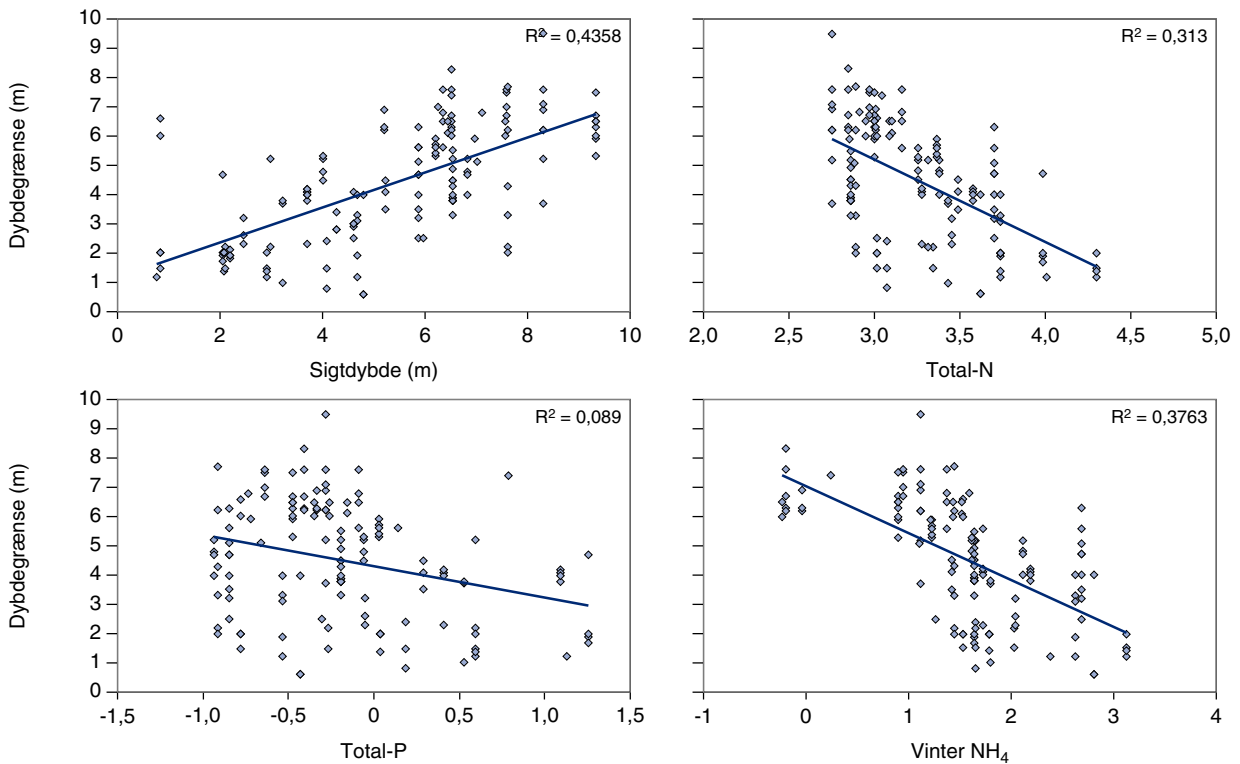 10
9
8
7
6
5
4
3
2
1
0
Dybdegrænse (m)
R² = 0,4358
0 2 4 6 8 10
Sigtdybde (m)
R² = 0,313
2,0 2,5 3,0 3,5 4,0 4,5 5,0
Total-N
10
9
8
7
6
5
4
3
2
1
0
Dybdegrænse (m)
R² = 0,089
-1,5 -1,0 -0,5 0 0,5 1,0 1,5
Total-P
R² = 0,3763
-1 0 1 2 3 4
Vinter NH₄